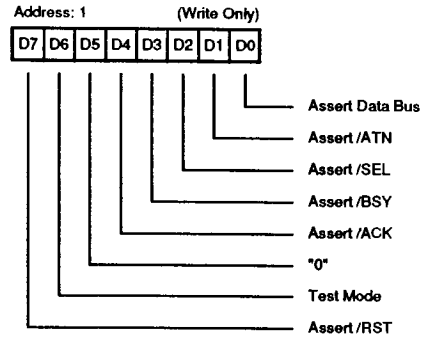 Address: 1 (Write Only)
D7 D6 D5 D4 D3 D2 D1 D0
Assert Data Bus
Assert /ATN
Assert /SEL
Assert /BSY
Assert /ACK
"0"
Test Mode
Assert /RST